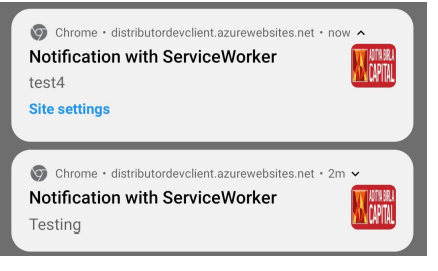 Chrome • distributordevclient.azurewebsites.net • now
Notification with ServiceWorker
ADITYA BIRLA
CAPITAL
test4
Site settings
Chrome • distributordevclient.azurewebsites.net • 2m
Notification with ServiceWorker
ADITYA BIRLA
CAPITAL
Testing